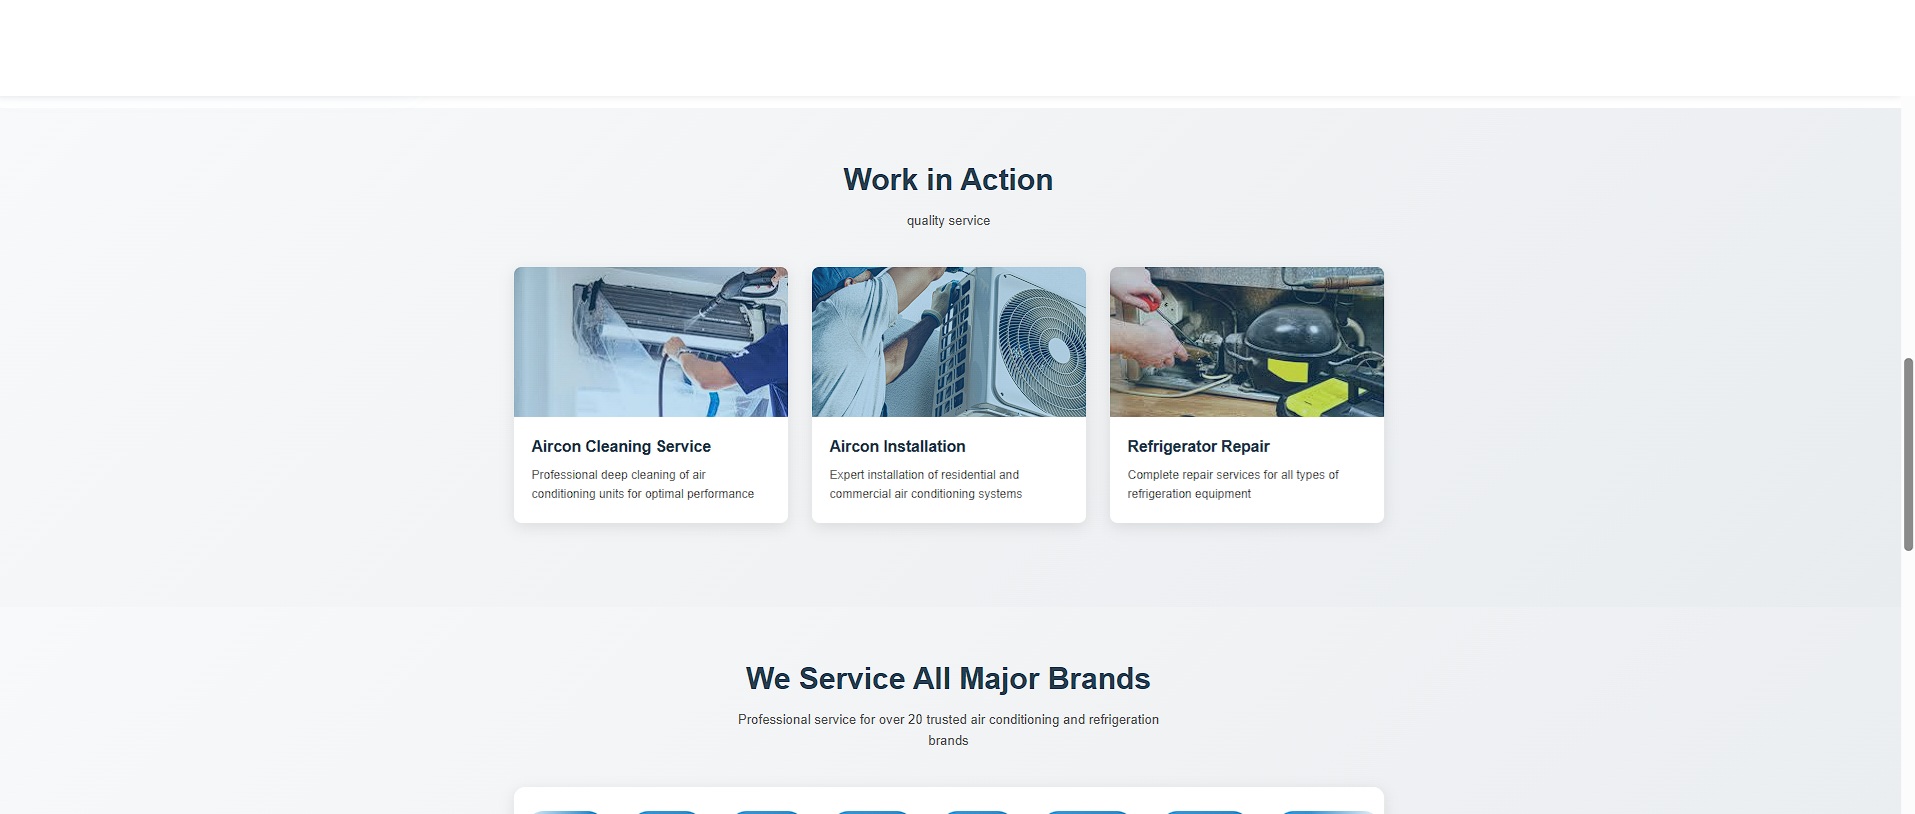 Work in Action
quality service
Aircon Cleaning Service
Professional deep cleaning of air
conditioning units for optimal performance
Aircon Installation
Expert installation of residential and
commercial air conditioning systems
Refrigerator Repair
Complete repair services for all types of
refrigeration equipment
We Service All Major Brands
Professional service for over 20 trusted air conditioning and refrigeration
brands